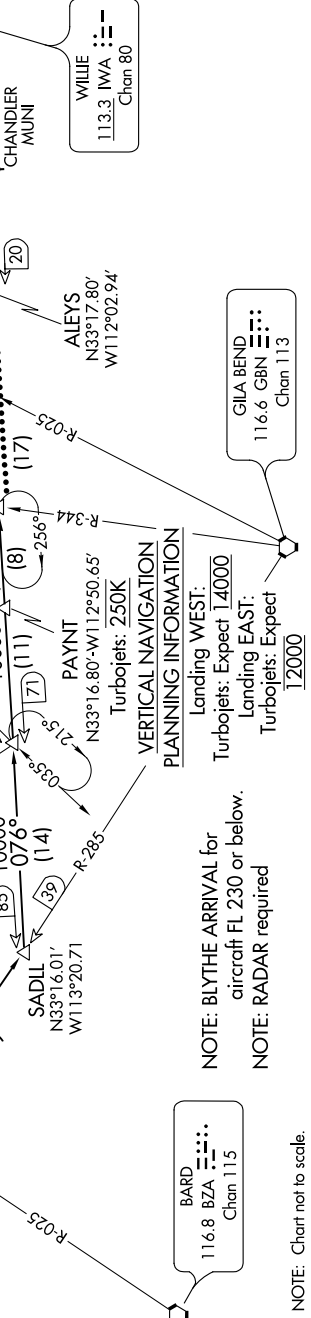 CHANDLER
MUNI
WILLIE
113.3 IWA
Chan 80
20
ALEYS
N33°17.80′
W112°02.94′
R-025
(17)
R-344
256°
(8)
(11)
PAYNT
N33°16.80′-W112°50.65′
Turbojets: 250K
VERTICAL NAVIGATION
PLANNING INFORMATION
Landing WEST:
Turbojets: Expect 14000
Landing EAST:
Turbojets: Expect
12000
GILA BEND
116.6 GBN
Chan 113
71
215°
035°
10000
076°
(14)
85
R-285
39
SADLL
N33°16.01′
W113°20.71
NOTE: BLYTHE ARRIVAL for
aircraft FL 230 or below.
NOTE: RADAR required
R-025
BARD
116.8 BZA
Chan 115
NOTE: Chart not to scale.